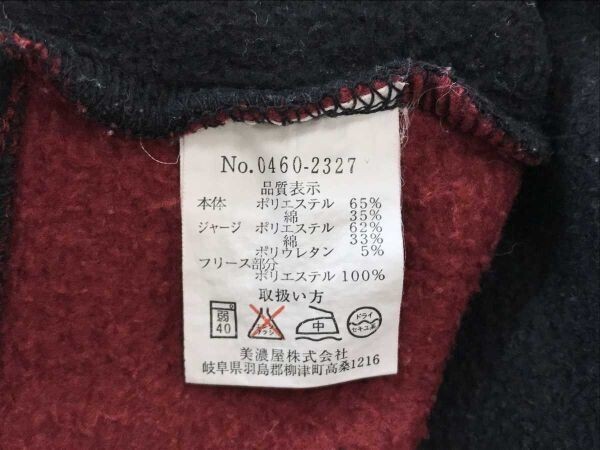 No.0460-2327
品質表示
本体 ポリエステル 65%
綿 35%
ジャージ ポリエステル 62%
綿 33%
ポリウレタン 5%
フリース部分
ポリエステル 100%
取扱い方
弱 40 中 ドライ セキユ系
美濃屋株式会社
岐阜県羽島郡柳津町高桑1216